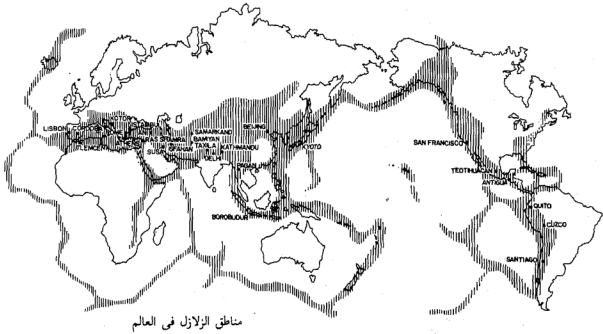 LISBON
KOTOR
SAMARKAND
BAMIYAN
TAXILA
KATHMANDU
DELHI
BEIJING
KYOTO
PAGAN
BOROBUDUR
SAN FRANCISCO
TEOTIHUACAN
ANTIGUA
QUITO
CUZCO
SANTIAGO
مناطق الزلازل فى العالم